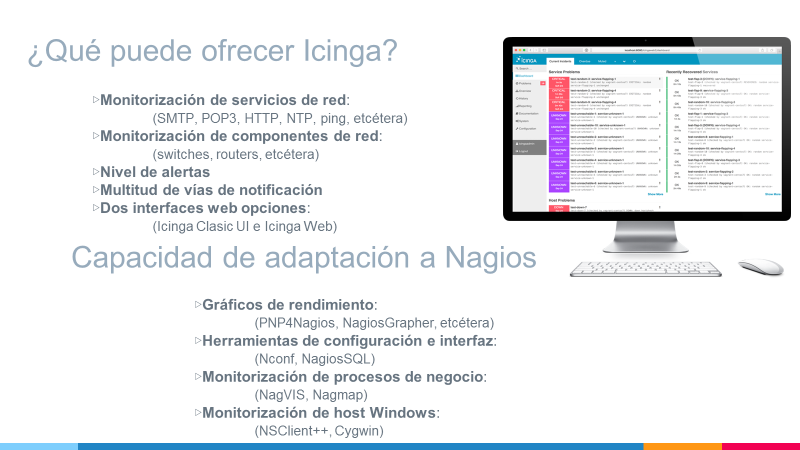 ¿Qué puede ofrecer Icinga?
▷Monitorización de servicios de red:
(SMTP, POP3, HTTP, NTP, ping, etcétera)
▷Monitorización de componentes de red:
(switches, routers, etcétera)
▷Nivel de alertas
▷Multitud de vías de notificación
▷Dos interfaces web opciones:
(Icinga Clasic UI e Icinga Web)
icinga
Service Problems
Recently Recovered Services
Host Problems
Capacidad de adaptación a Nagios
▷Gráficos de rendimiento:
(PNP4Nagios, NagiosGrapher, etcétera)
▷Herramientas de configuración e interfaz:
(Nconf, NagiosSQL)
▷Monitorización de procesos de negocio:
(NagVIS, Nagmap)
▷Monitorización de host Windows:
(NSClient++, Cygwin)